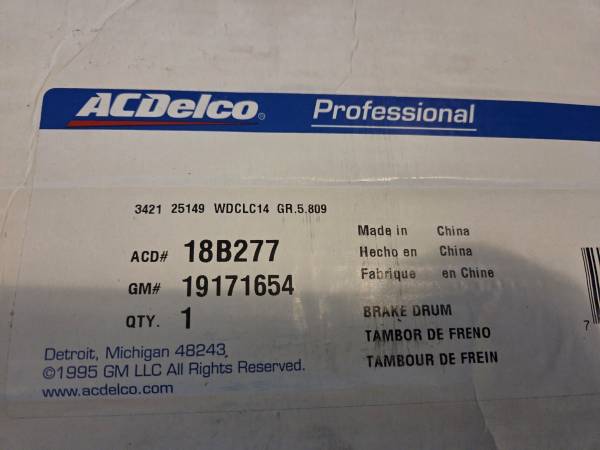 ACDelco® Professional
3421 25149 WDCLC14 GR.5.809
ACD# 18B277
GM# 19171654
QTY. 1
Made in China
Hecho en China
Fabrique en Chine
BRAKE DRUM
TAMBOR DE FRENO
TAMBOUR DE FREIN
Detroit, Michigan 48243
©1995 GM LLC All Rights Reserved.
www.acdelco.com
7